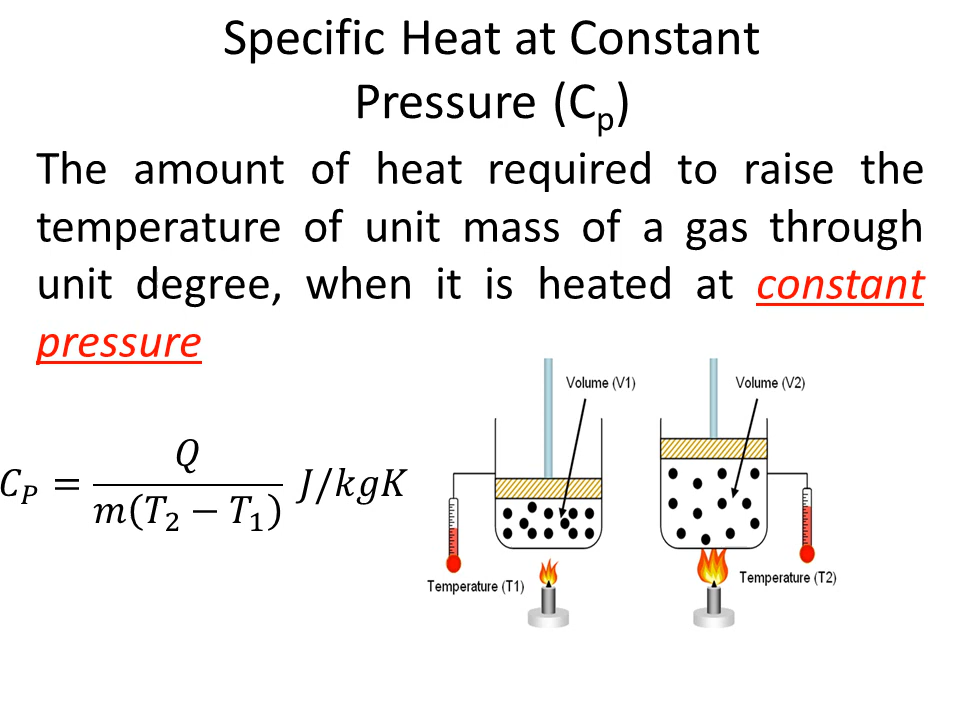 Specific Heat at Constant
Pressure (Cₚ)
The amount of heat required to raise the
temperature of unit mass of a gas through
unit degree, when it is heated at constant
pressure
Volume (V1)
Volume (V2)
𝐶_𝑃 = 𝑄 / 𝑚(𝑇₂ − 𝑇₁) 𝐽/𝑘𝑔𝐾
Temperature (T1)
Temperature (T2)